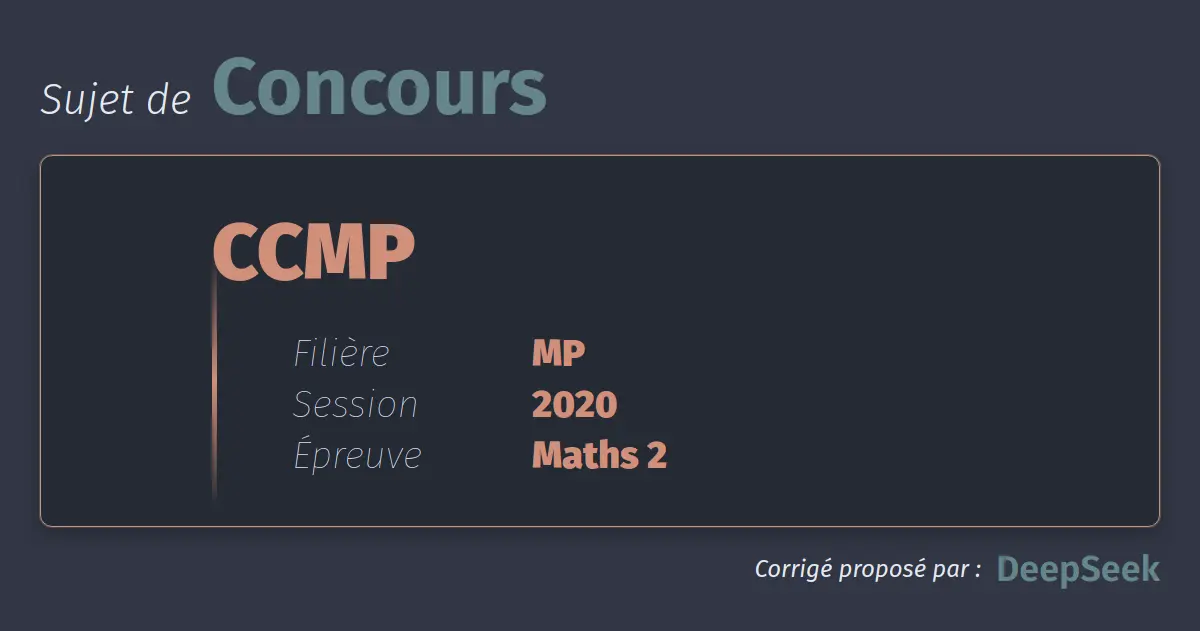 Sujet de Concours
CCMP
Filière MP
Session 2020
Épreuve Maths 2
Corrigé proposé par : DeepSeek